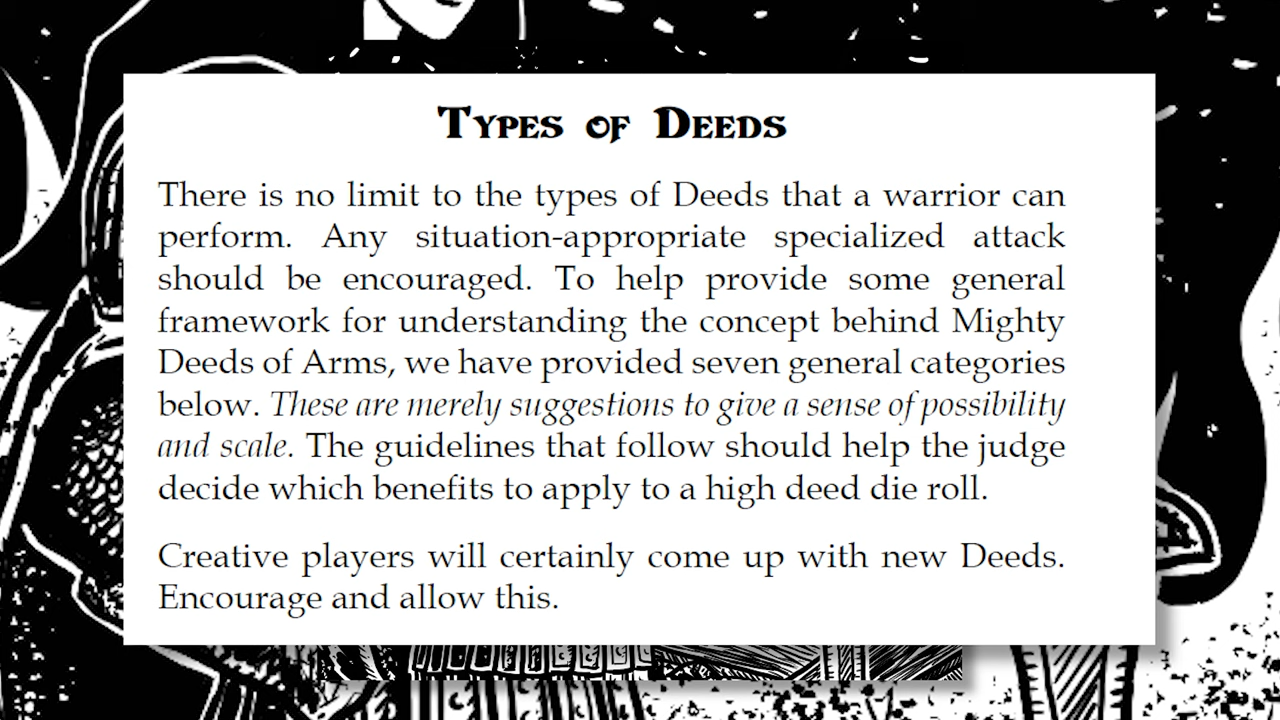 Types of Deeds
There is no limit to the types of Deeds that a warrior can
perform. Any situation-appropriate specialized attack
should be encouraged. To help provide some general
framework for understanding the concept behind Mighty
Deeds of Arms, we have provided seven general categories
below. These are merely suggestions to give a sense of possibility
and scale. The guidelines that follow should help the judge
decide which benefits to apply to a high deed die roll.
Creative players will certainly come up with new Deeds.
Encourage and allow this.